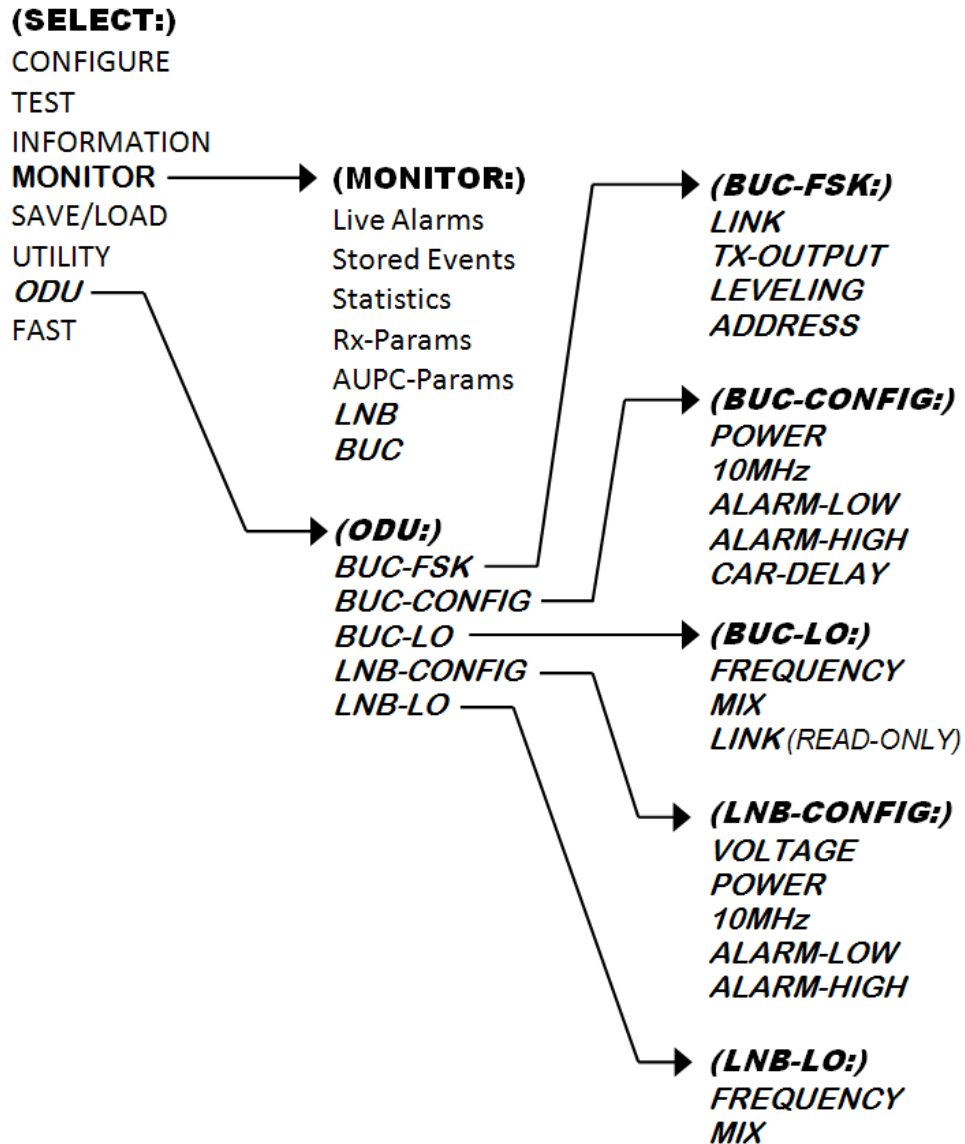 (SELECT:)
CONFIGURE
TEST
INFORMATION
MONITOR
SAVE/LOAD
UTILITY
ODU
FAST
(MONITOR:)
Live Alarms
Stored Events
Statistics
Rx-Params
AUPC-Params
LNB
BUC
(ODU:)
BUC-FSK
BUC-CONFIG
BUC-LO
LNB-CONFIG
LNB-LO
(BUC-FSK:)
LINK
TX-OUTPUT
LEVELING
ADDRESS
(BUC-CONFIG:)
POWER
10MHz
ALARM-LOW
ALARM-HIGH
CAR-DELAY
(BUC-LO:)
FREQUENCY
MIX
LINK (READ-ONLY)
(LNB-CONFIG:)
VOLTAGE
POWER
10MHz
ALARM-LOW
ALARM-HIGH
(LNB-LO:)
FREQUENCY
MIX